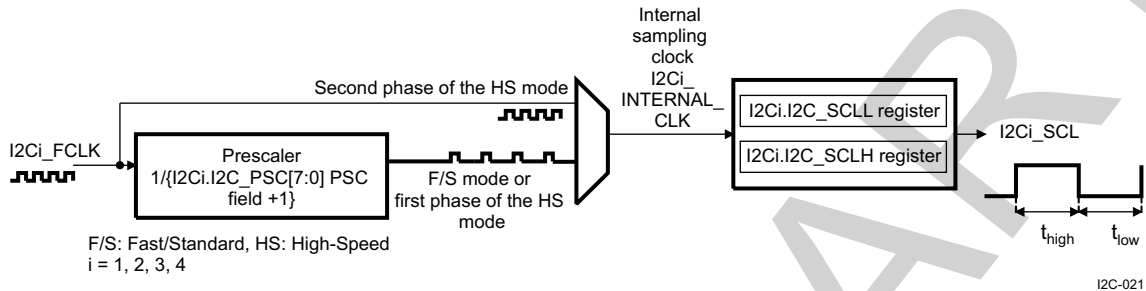 Internal
sampling
clock
I2Ci_
INTERNAL_
CLK
Second phase of the HS mode
I2Ci_FCLK
Prescaler
1/{I2Ci.I2C_PSC[7:0] PSC
field +1}
F/S mode or
first phase of the HS
mode
I2Ci.I2C_SCLL register
I2Ci.I2C_SCLH register
I2Ci_SCL
thigh
tlow
F/S: Fast/Standard, HS: High-Speed
i = 1, 2, 3, 4
I2C-021